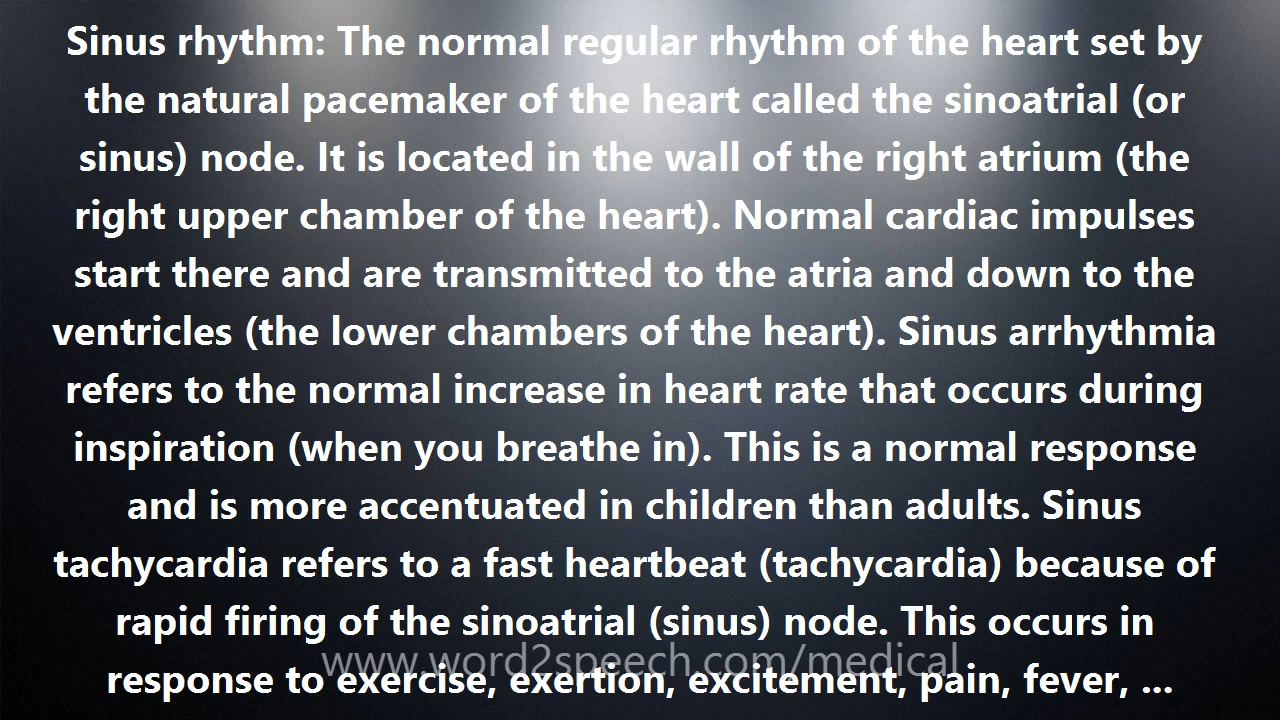 Sinus rhythm: The normal regular rhythm of the heart set by
the natural pacemaker of the heart called the sinoatrial (or
sinus) node. It is located in the wall of the right atrium (the
right upper chamber of the heart). Normal cardiac impulses
start there and are transmitted to the atria and down to the
ventricles (the lower chambers of the heart). Sinus arrhythmia
refers to the normal increase in heart rate that occurs during
inspiration (when you breathe in). This is a normal response
and is more accentuated in children than adults. Sinus
tachycardia refers to a fast heartbeat (tachycardia) because of
rapid firing of the sinoatrial (sinus) node. This occurs in
www.word2speech.com/medical
response to exercise, exertion, excitement, pain, fever, ...